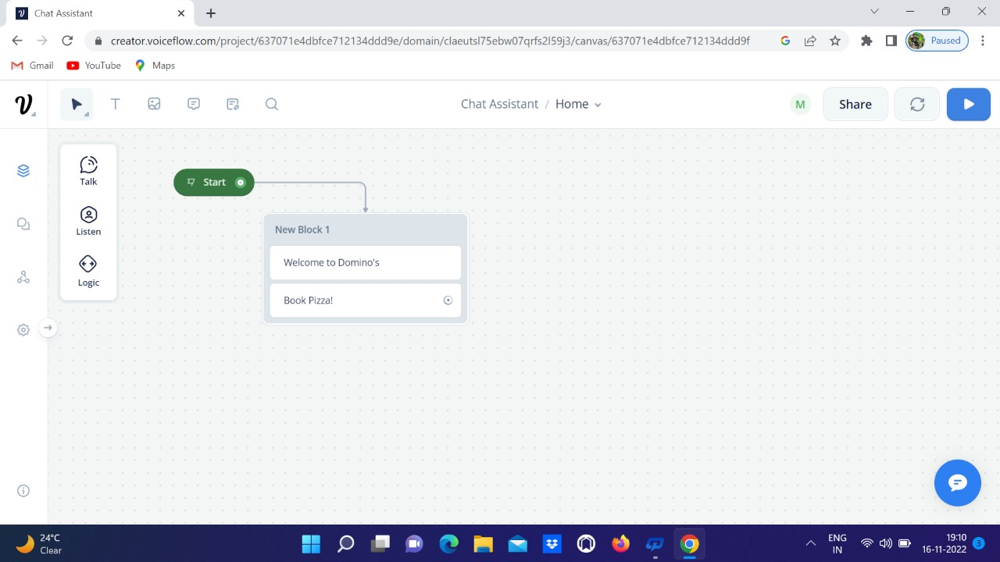 Chat Assistant
creator.voiceflow.com/project/637071e4dbfce712134ddd9e/domain/claeutsl75ebw07qrfs2l59j3/canvas/637071e4dbfce712134ddd9f
Paused
Gmail
YouTube
Maps
Chat Assistant / Home
M
Share
Talk
Listen
Logic
Start
New Block 1
Welcome to Domino's
Book Pizza!
24°C
Clear
ENG
IN
19:10
16-11-2022
3